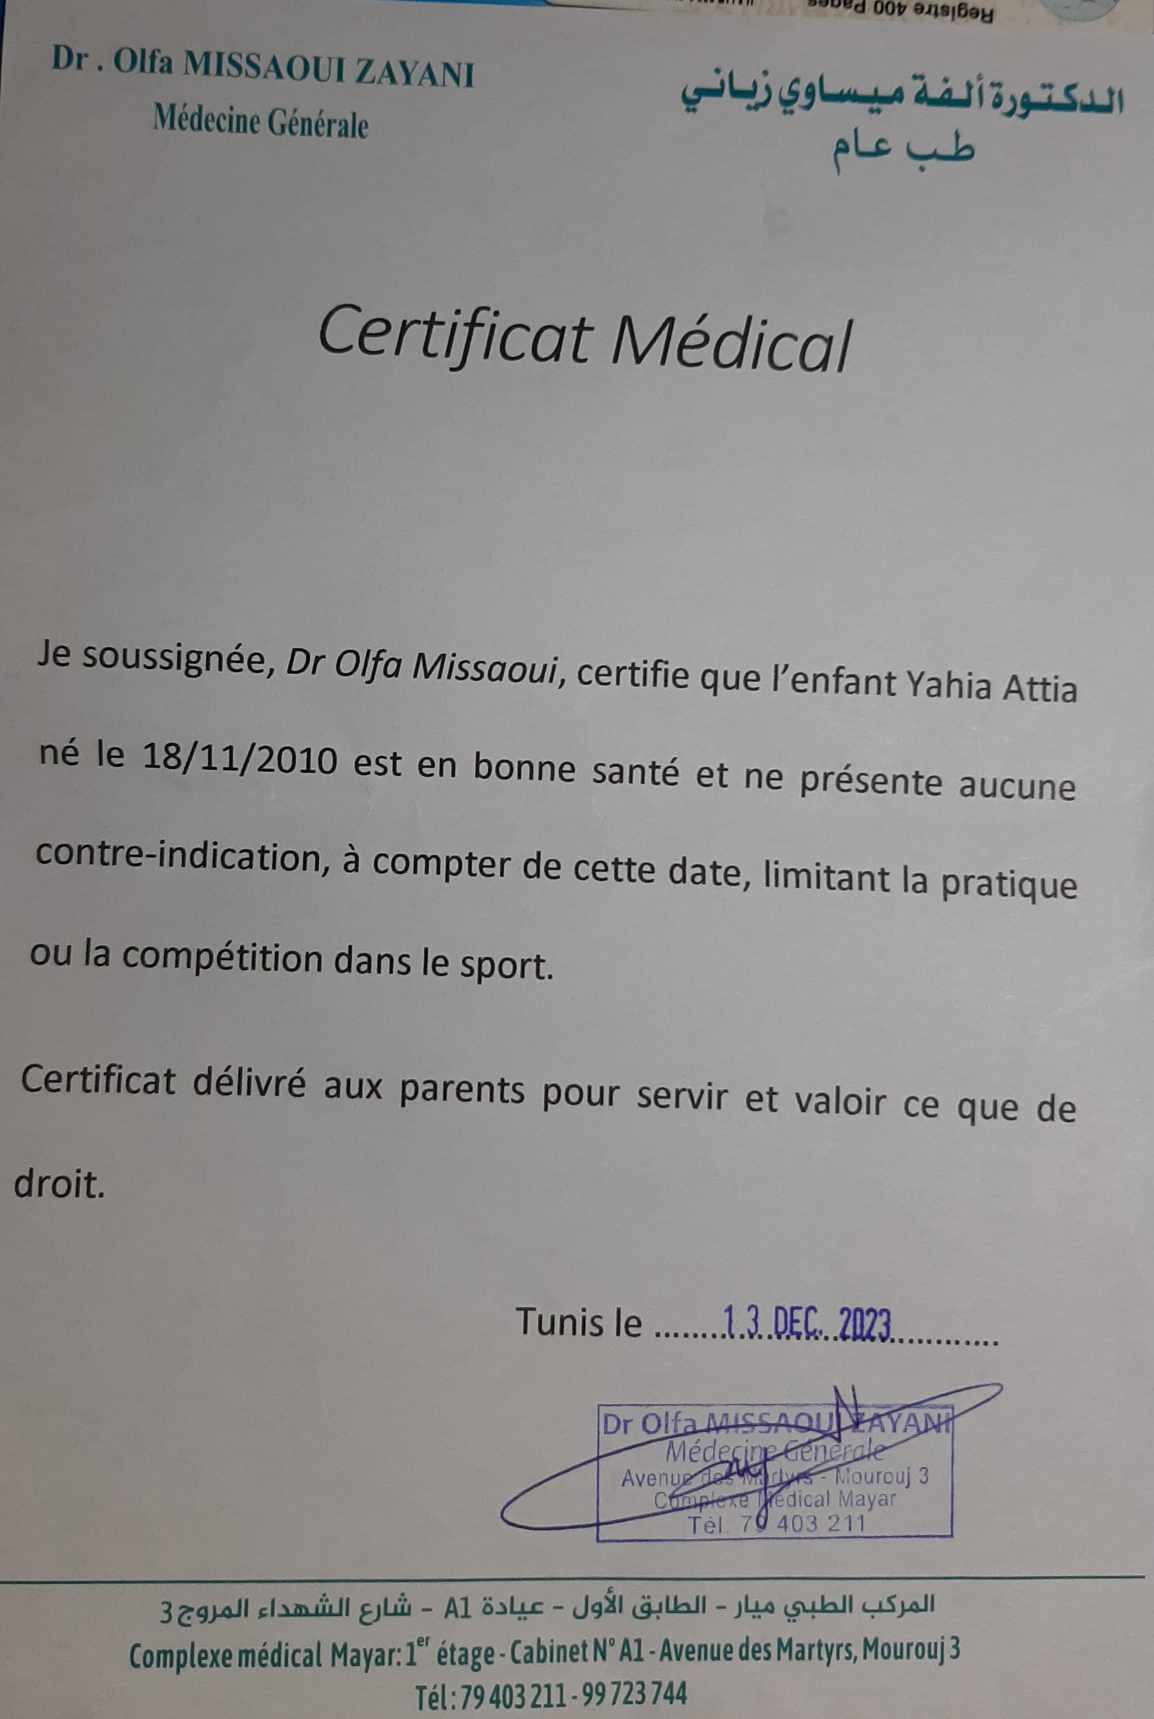 Registre 400 Pages
Dr . Olfa MISSAOUI ZAYANI
Médecine Générale
الدكتورة ألفة ميساوي زياني
طب عام
Certificat Médical
Je soussignée, Dr Olfa Missaoui, certifie que l'enfant Yahia Attia
né le 18/11/2010 est en bonne santé et ne présente aucune
contre-indication, à compter de cette date, limitant la pratique
ou la compétition dans le sport.
Certificat délivré aux parents pour servir et valoir ce que de
droit.
Tunis le ........13 DEC. 2023............
Dr Olfa MISSAOUI ZAYANI
Médecine Générale
Avenue des Martyrs - Mourouj 3
Complexe Médical Mayar
Tél. 79 403 211
المركب الطبي ميار - الطابق الأول - عيادة A1 - شارع الشهداء المروج 3
Complexe médical Mayar: 1er étage - Cabinet N° A1 - Avenue des Martyrs, Mourouj 3
Tél : 79 403 211 - 99 723 744